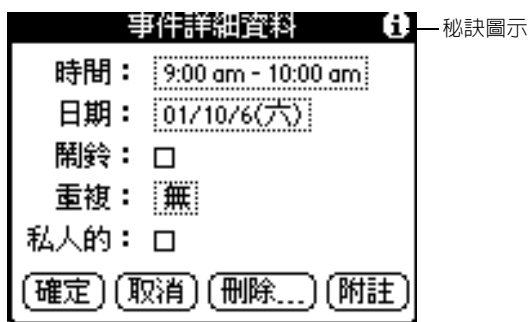 事件詳細資料 i 秘訣圖示
時間： 9:00 am - 10:00 am
日期： 01/10/6(六)
鬧鈴：
重複： 無
私人的：
確定 取消 刪除... 附註